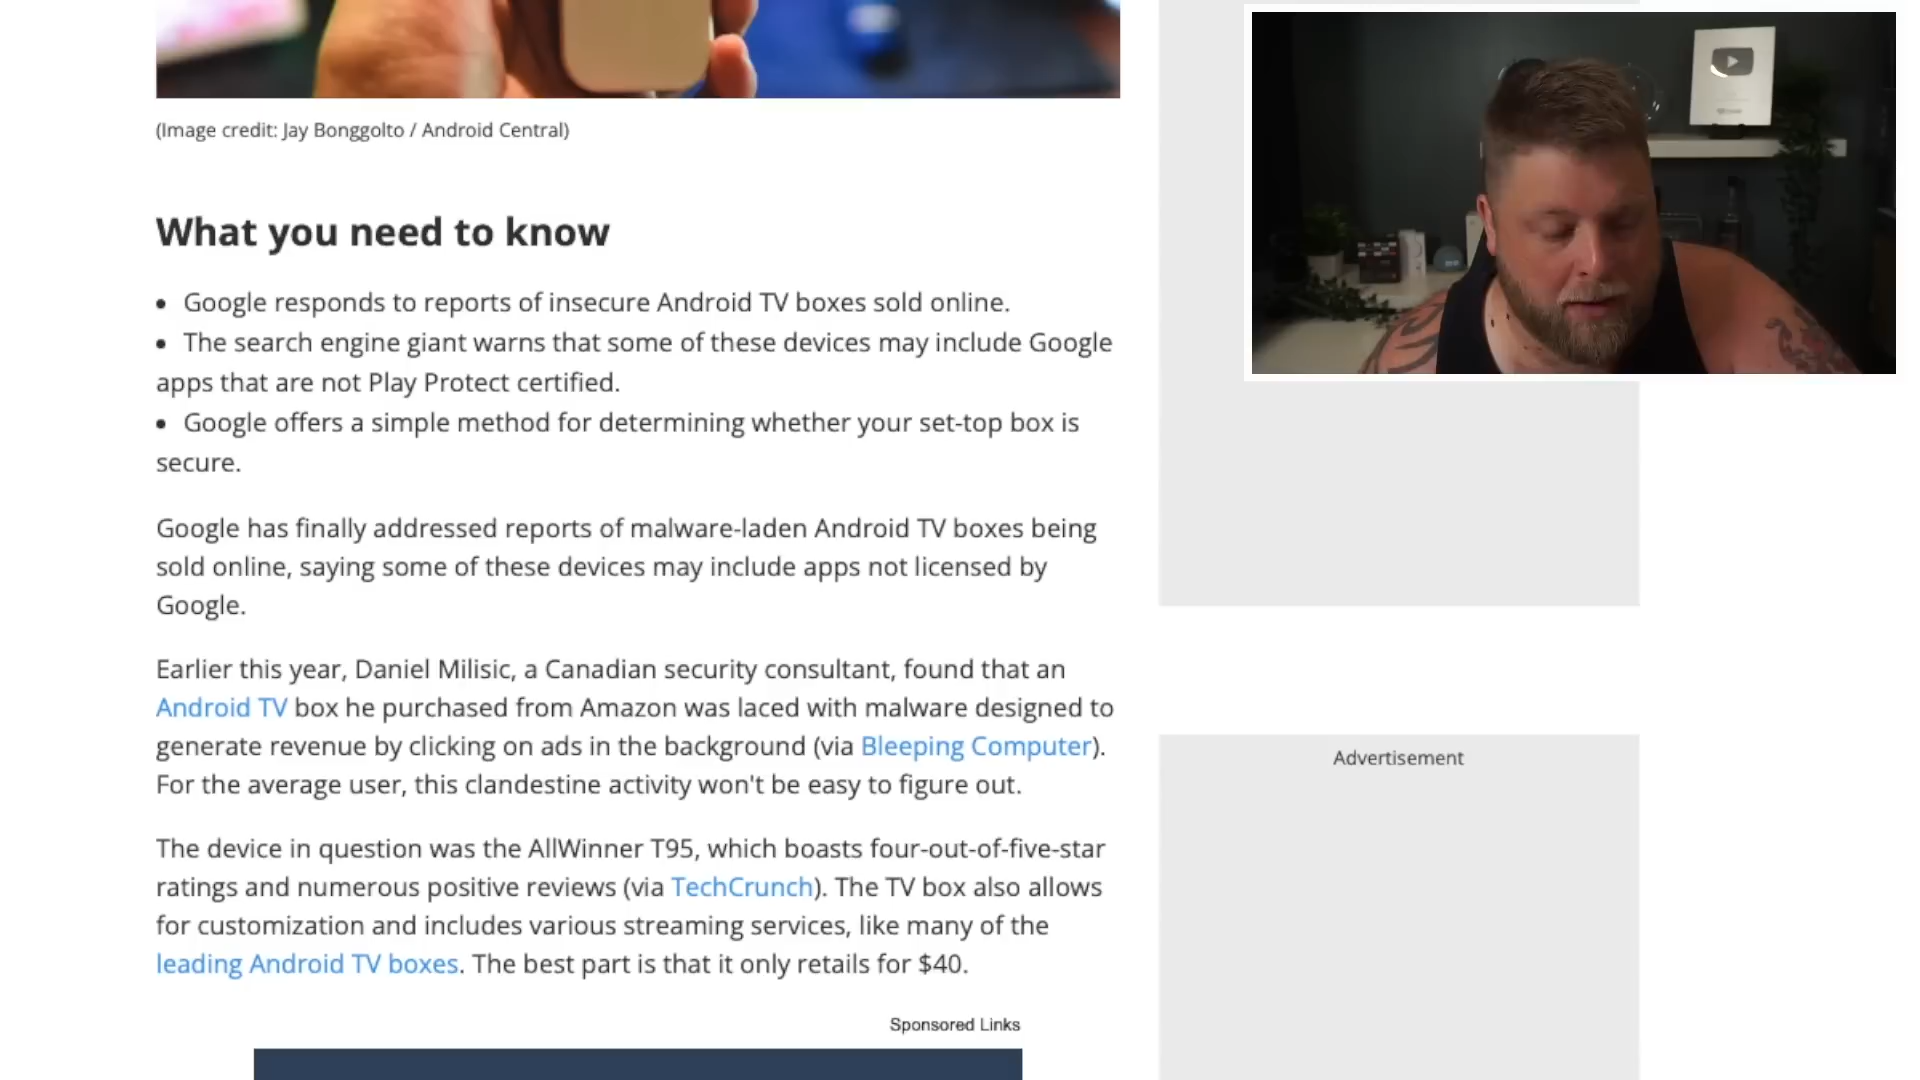 (Image credit: Jay Bonggolto / Android Central)
What you need to know
• Google responds to reports of insecure Android TV boxes sold online.
• The search engine giant warns that some of these devices may include Google
apps that are not Play Protect certified.
• Google offers a simple method for determining whether your set-top box is
secure.
Google has finally addressed reports of malware-laden Android TV boxes being
sold online, saying some of these devices may include apps not licensed by
Google.
Earlier this year, Daniel Milisic, a Canadian security consultant, found that an
Android TV box he purchased from Amazon was laced with malware designed to
generate revenue by clicking on ads in the background (via Bleeping Computer).
For the average user, this clandestine activity won't be easy to figure out.
The device in question was the AllWinner T95, which boasts four-out-of-five-star
ratings and numerous positive reviews (via TechCrunch). The TV box also allows
for customization and includes various streaming services, like many of the
leading Android TV boxes. The best part is that it only retails for $40.
Sponsored Links
Advertisement